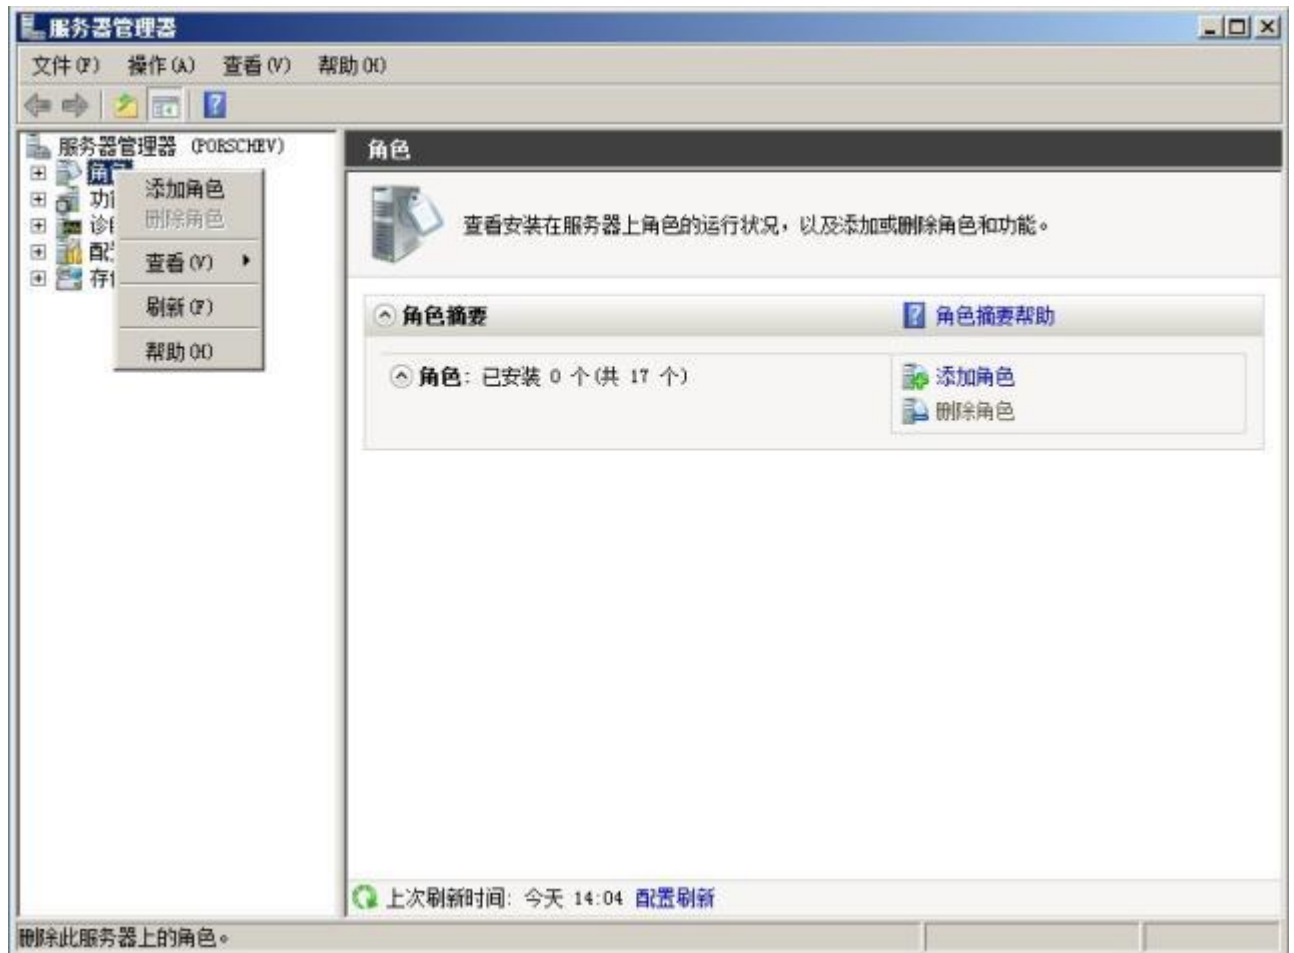 服务器管理器
文件(F) 操作(A) 查看(V) 帮助(H)
服务器管理器 (PORSCHEV)
角
功
诊
配
存
添加角色
删除角色
查看(V)
刷新(F)
帮助(H)
角色
查看安装在服务器上角色的运行状况，以及添加或删除角色和功能。
角色摘要
角色摘要帮助
角色：已安装 0 个(共 17 个)
添加角色
删除角色
上次刷新时间: 今天 14:04 配置刷新
删除此服务器上的角色。